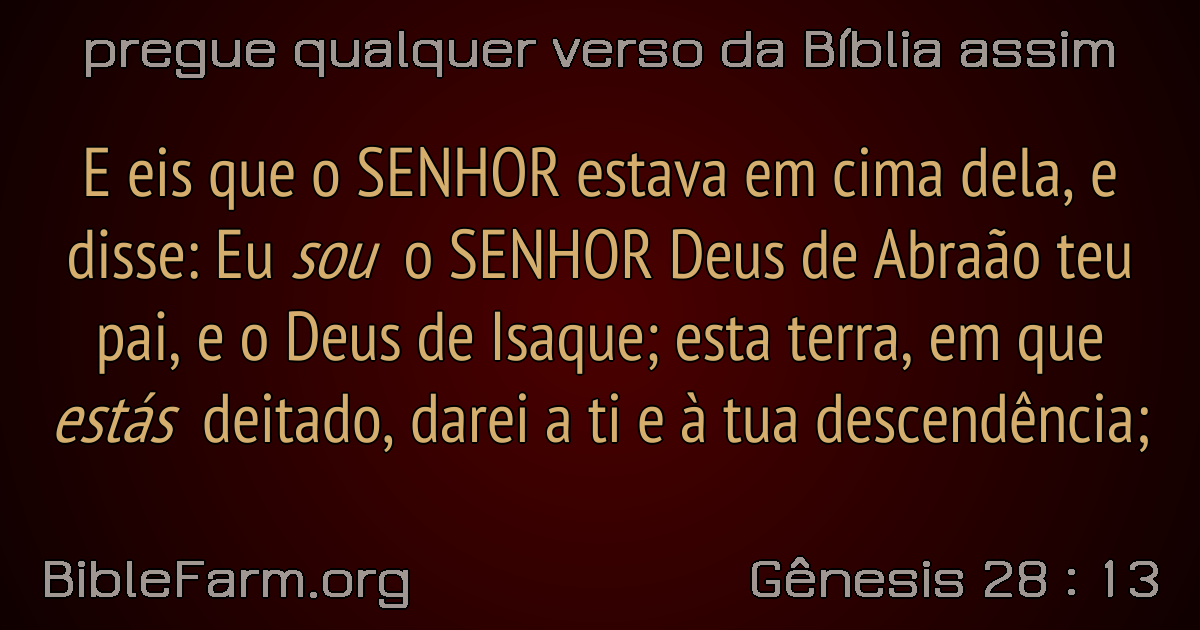 pregue qualquer verso da Bíblia assim
E eis que o SENHOR estava em cima dela, e
disse: Eu sou o SENHOR Deus de Abraão teu
pai, e o Deus de Isaque; esta terra, em que
estás deitado, darei a ti e à tua descendência;
BibleFarm.org
Gênesis 28 : 13